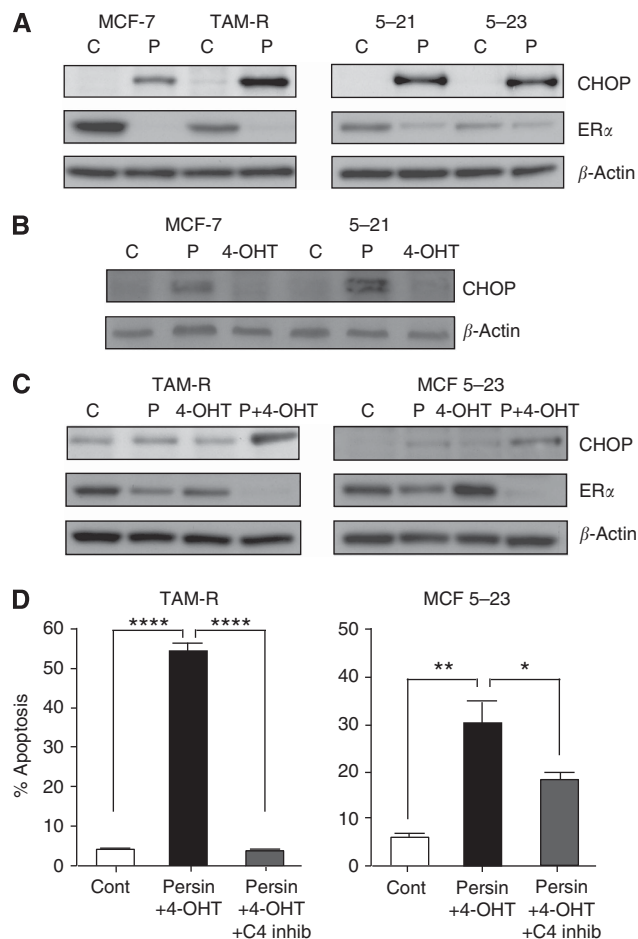 A
MCF-7 TAM-R 5–21 5–23
C P C P C P C P
CHOP
ERα
β-Actin
B
MCF-7 5–21
C P 4-OHT C P 4-OHT
CHOP
β-Actin
C
TAM-R MCF 5–23
C P 4-OHT P+4-OHT C P 4-OHT P+4-OHT
CHOP
ERα
β-Actin
D
TAM-R MCF 5–23
% Apoptosis
60
50
40
30
20
10
0
**** ****
Cont Persin +4-OHT Persin +4-OHT +C4 inhib
50
40
30
20
10
0
** *
Cont Persin +4-OHT Persin +4-OHT +C4 inhib